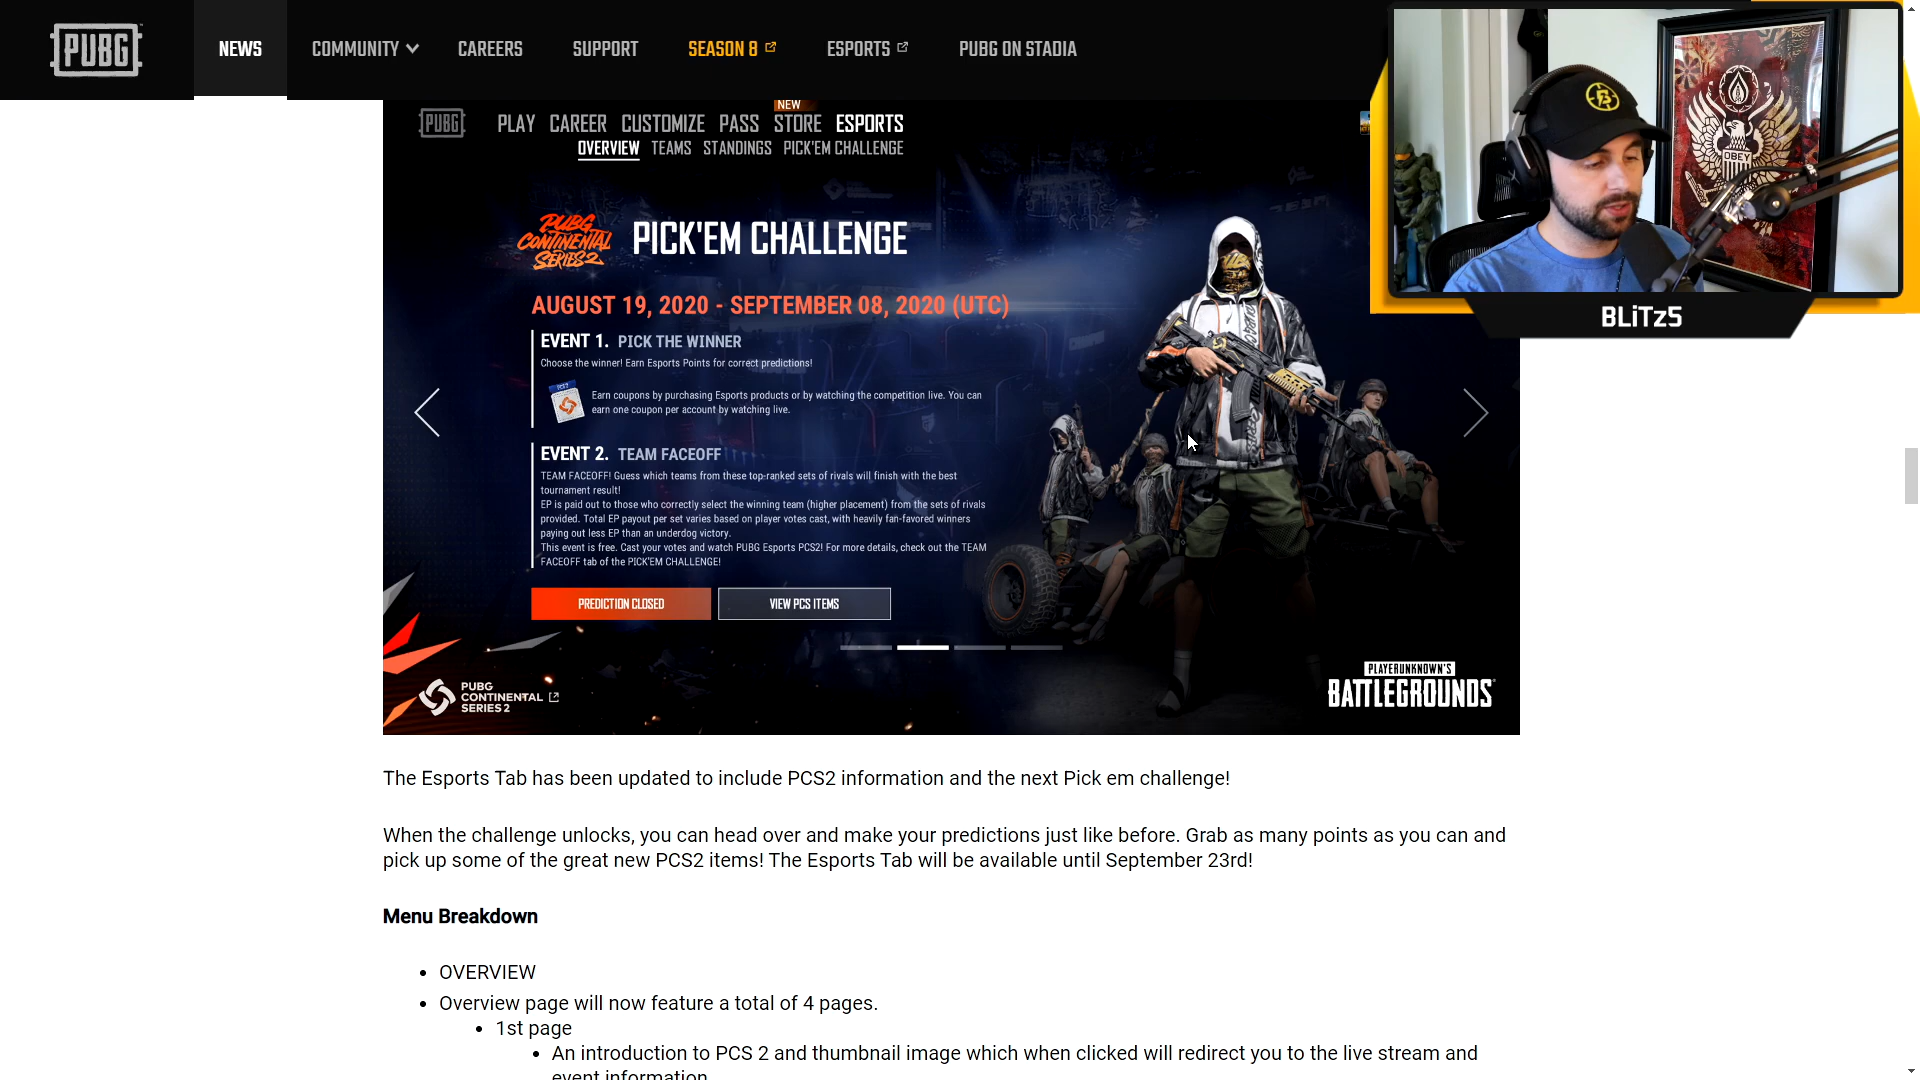 PUBG
NEWS
COMMUNITY
CAREERS
SUPPORT
SEASON 8
ESPORTS
PUBG ON STADIA
OBEY
BLiTz5
NEW
PUBG
PLAY CAREER CUSTOMIZE PASS STORE ESPORTS
OVERVIEW TEAMS STANDINGS PICK'EM CHALLENGE
PUBG
CONTINENTAL
SERIES 2
PICK'EM CHALLENGE
AUGUST 19, 2020 - SEPTEMBER 08, 2020 (UTC)
EVENT 1. PICK THE WINNER
Choose the winner! Earn Esports Points for correct predictions!
Earn coupons by purchasing Esports products or by watching the competition live. You can
earn one coupon per account by watching live.
EVENT 2. TEAM FACEOFF
TEAM FACEOFF! Guess which teams from these top-ranked sets of rivals will finish with the best
tournament result!
EP is paid out to those who correctly select the winning team (higher placement) from the sets of rivals
provided. Total EP payout per set varies based on player votes cast, with heavily fan-favored winners
paying out less EP than an underdog victory.
This event is free. Cast your votes and watch PUBG Esports PCS2! For more details, check out the TEAM
FACEOFF tab of the PICK'EM CHALLENGE!
PREDICTION CLOSED
VIEW PCS ITEMS
PUBG
CONTINENTAL
SERIES 2
PLAYERUNKNOWN'S
BATTLEGROUNDS
The Esports Tab has been updated to include PCS2 information and the next Pick em challenge!
When the challenge unlocks, you can head over and make your predictions just like before. Grab as many points as you can and
pick up some of the great new PCS2 items! The Esports Tab will be available until September 23rd!
Menu Breakdown
• OVERVIEW
• Overview page will now feature a total of 4 pages.
• 1st page
• An introduction to PCS 2 and thumbnail image which when clicked will redirect you to the live stream and
event information